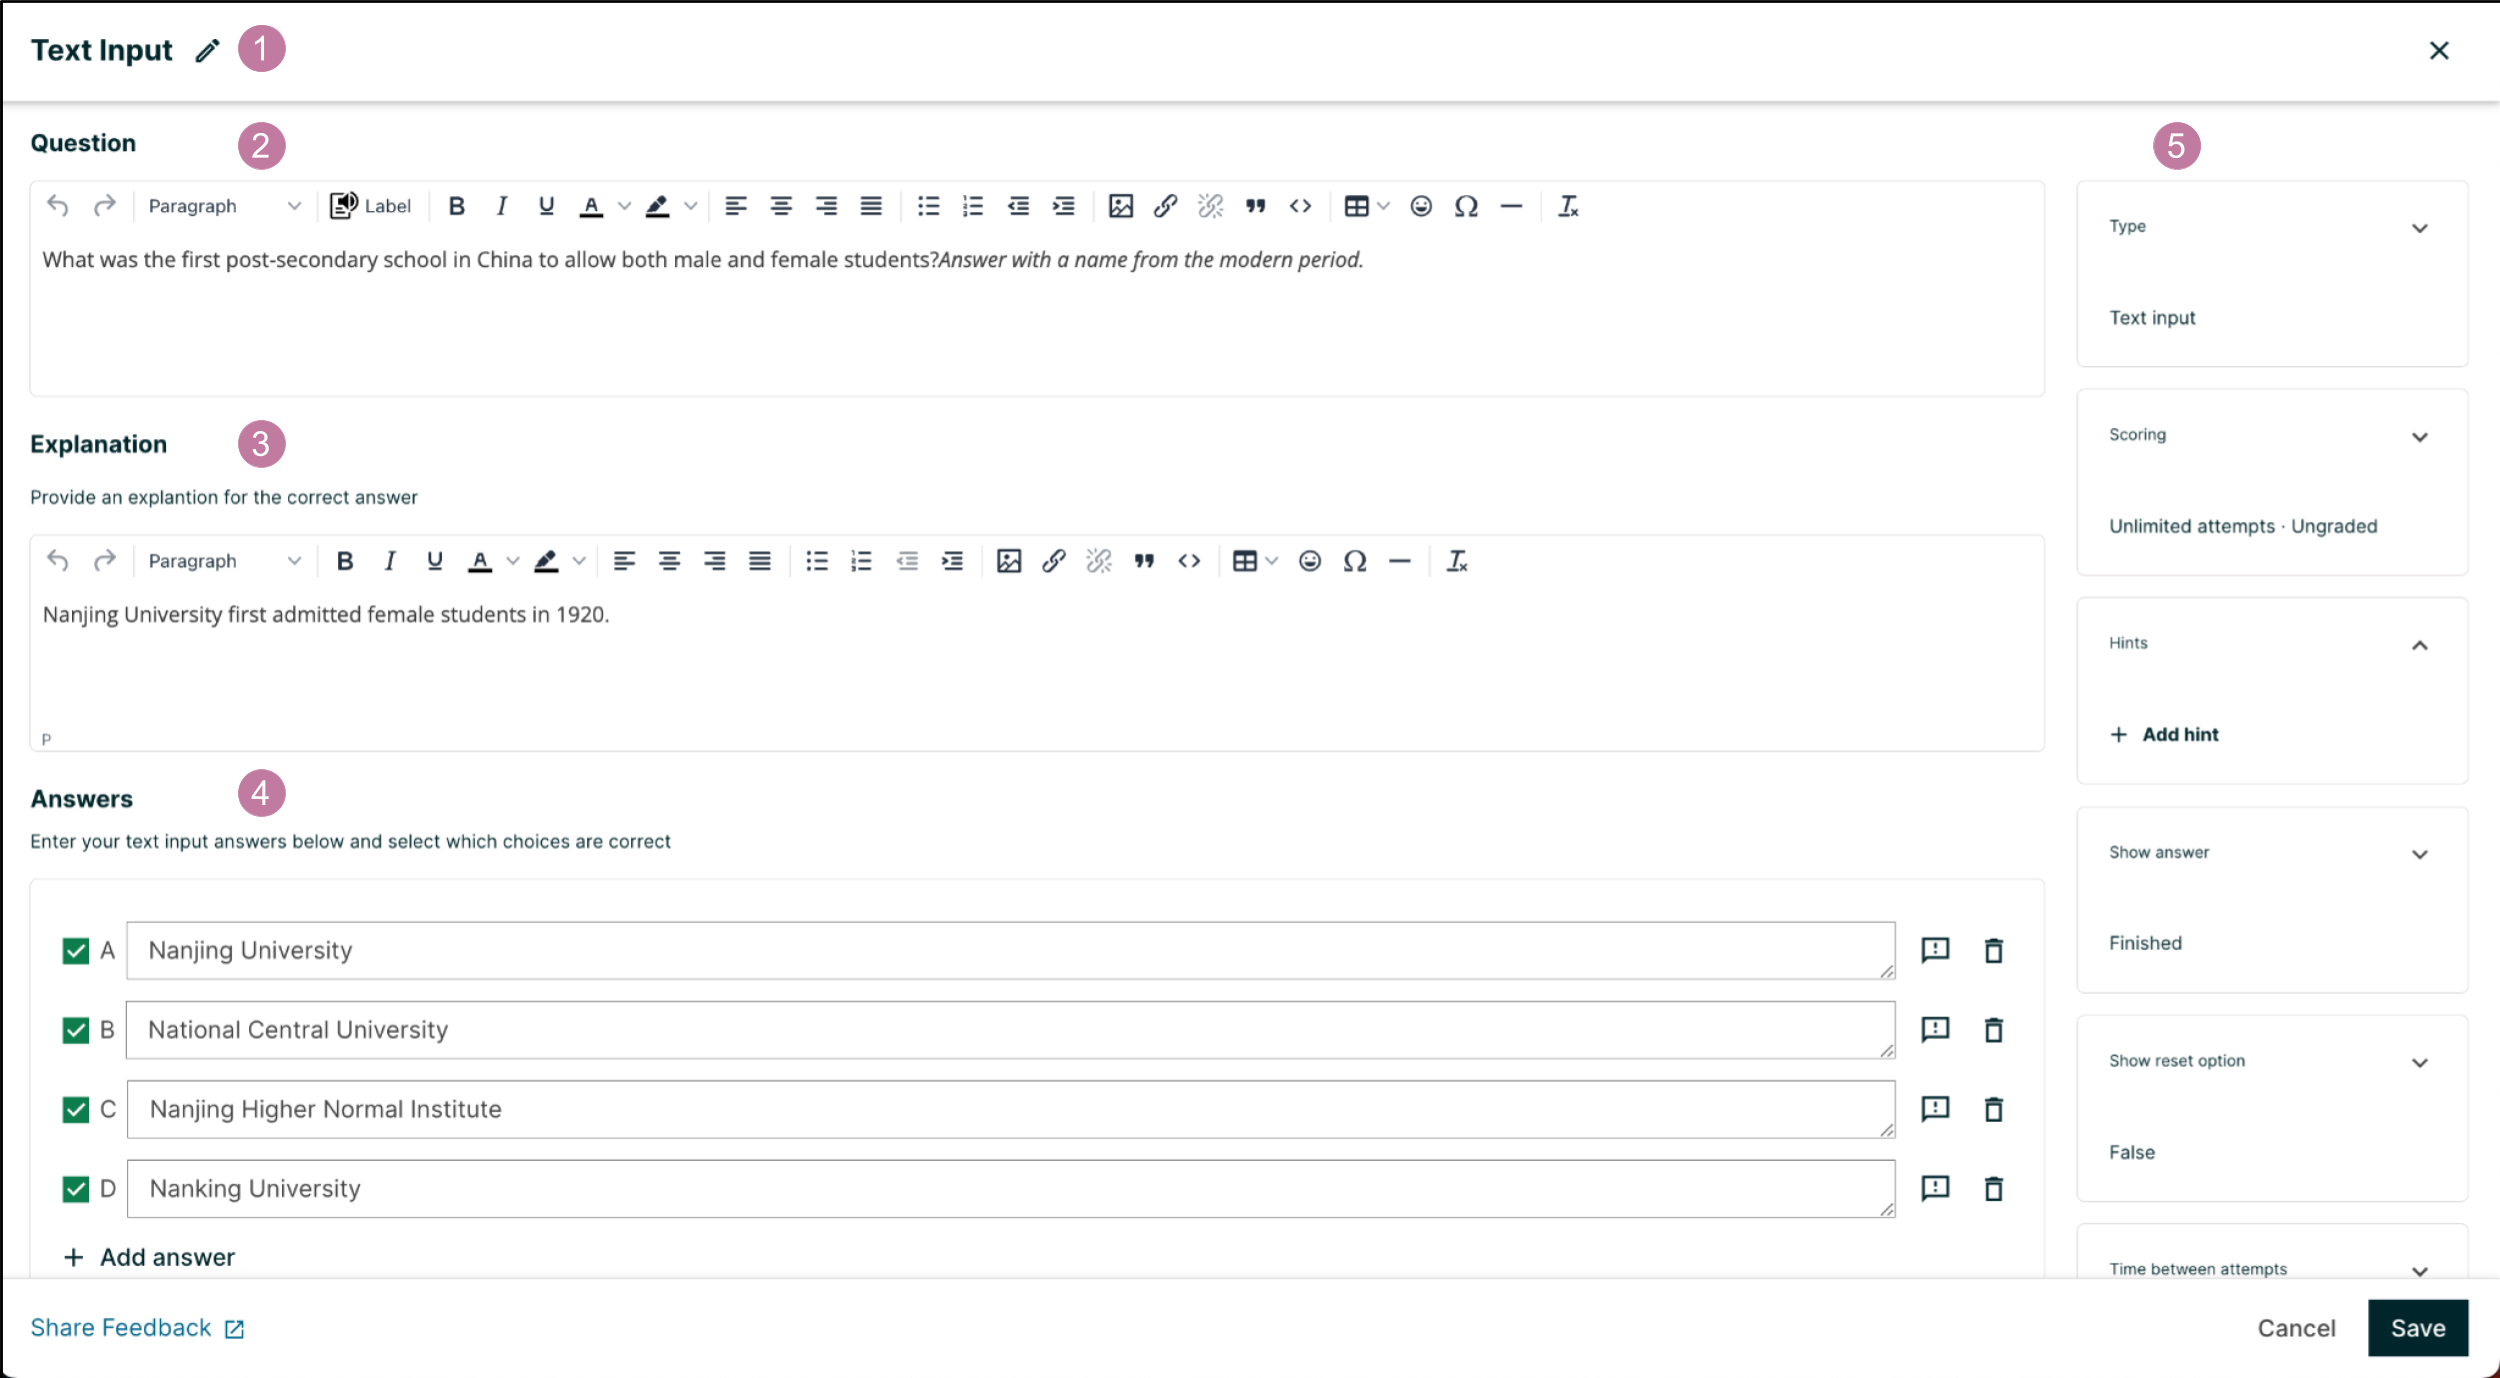 Text Input 1
Question 2
Paragraph Label B I U A
What was the first post-secondary school in China to allow both male and female students?Answer with a name from the modern period.
Explanation 3
Provide an explantion for the correct answer
Paragraph B I U A
Nanjing University first admitted female students in 1920.
P
Answers 4
Enter your text input answers below and select which choices are correct
A Nanjing University
B National Central University
C Nanjing Higher Normal Institute
D Nanking University
+ Add answer
5
Type
Text input
Scoring
Unlimited attempts · Ungraded
Hints
+ Add hint
Show answer
Finished
Show reset option
False
Time between attempts
Share Feedback
Cancel Save